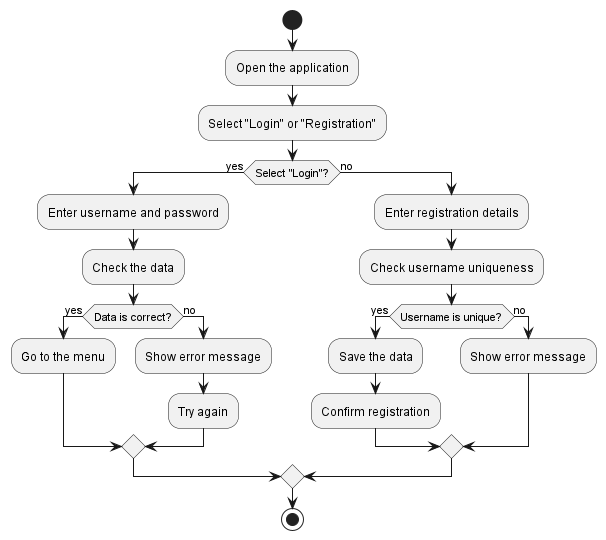 Open the application
Select "Login" or "Registration"
yes
Select "Login"?
no
Enter username and password
Check the data
yes
Data is correct?
no
Go to the menu
Show error message
Try again
Enter registration details
Check username uniqueness
yes
Username is unique?
no
Save the data
Confirm registration
Show error message